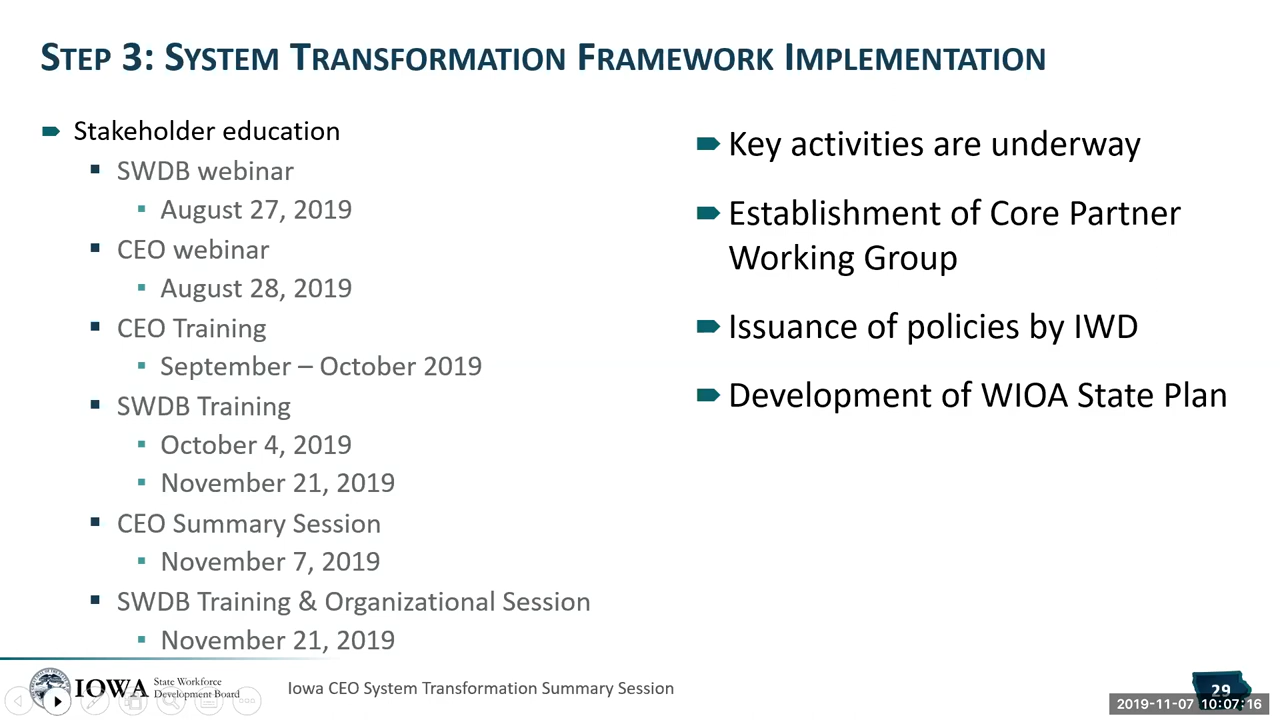 STEP 3: SYSTEM TRANSFORMATION FRAMEWORK IMPLEMENTATION
Stakeholder education
SWDB webinar
August 27, 2019
CEO webinar
August 28, 2019
CEO Training
September – October 2019
SWDB Training
October 4, 2019
November 21, 2019
CEO Summary Session
November 7, 2019
SWDB Training & Organizational Session
November 21, 2019
Key activities are underway
Establishment of Core Partner
Working Group
Issuance of policies by IWD
Development of WIOA State Plan
IOWA State Workforce
Development Board
Iowa CEO System Transformation Summary Session
29
2019-11-07 10:07:16